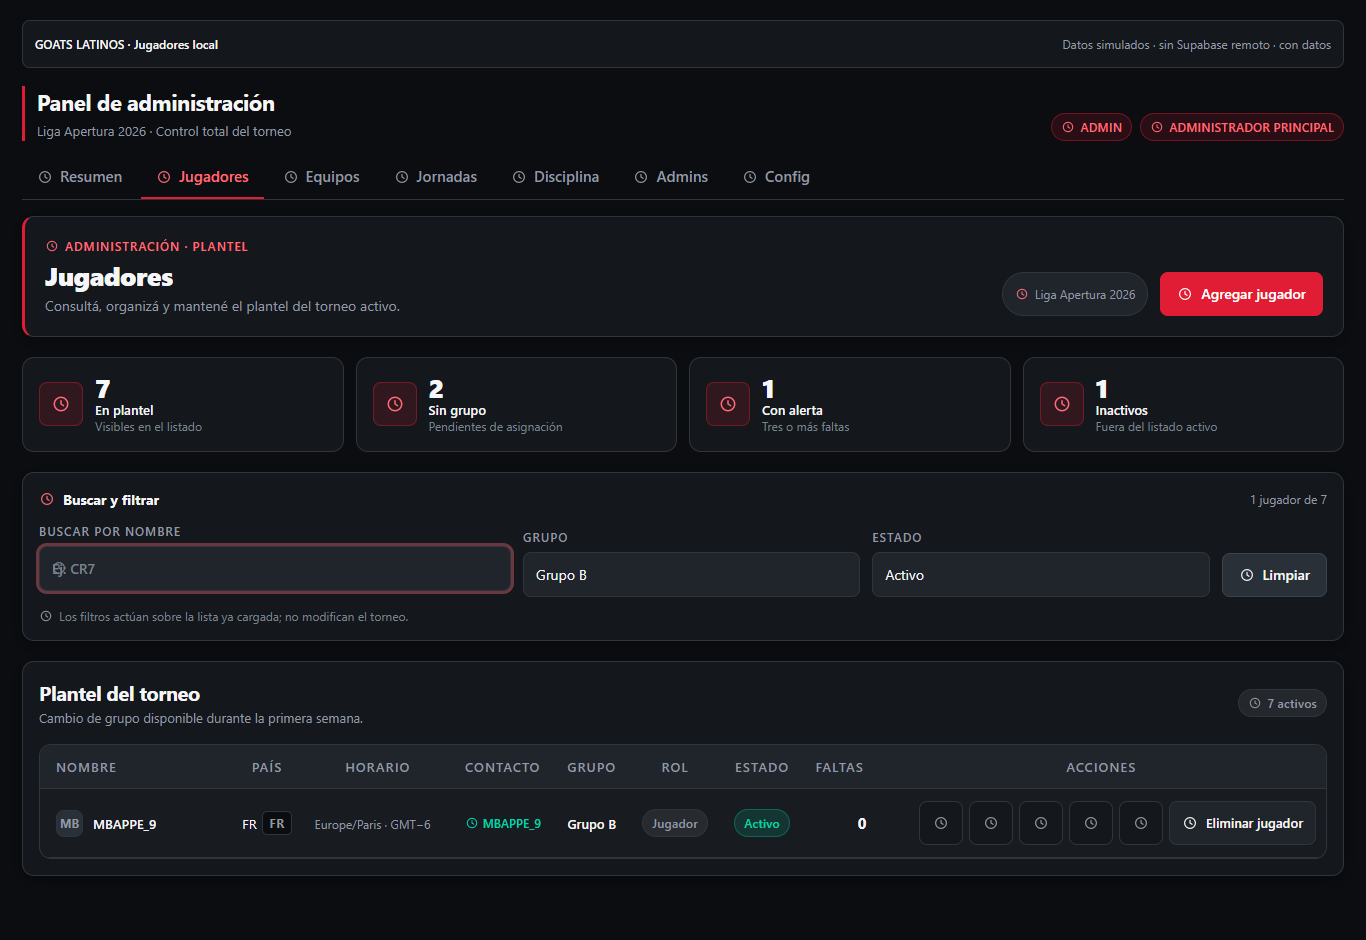 GOATS LATINOS · Jugadores local
Datos simulados · sin Supabase remoto · con datos
Panel de administración
Liga Apertura 2026 · Control total del torneo
ADMIN
ADMINISTRADOR PRINCIPAL
Resumen
Jugadores
Equipos
Jornadas
Disciplina
Admins
Config
ADMINISTRACIÓN · PLANTEL
Jugadores
Consultá, organizá y mantené el plantel del torneo activo.
Liga Apertura 2026
Agregar jugador
7
En plantel
Visibles en el listado
2
Sin grupo
Pendientes de asignación
1
Con alerta
Tres o más faltas
1
Inactivos
Fuera del listado activo
Buscar y filtrar
1 jugador de 7
BUSCAR POR NOMBRE
CR7
GRUPO
Grupo B
ESTADO
Activo
Limpiar
Los filtros actúan sobre la lista ya cargada; no modifican el torneo.
Plantel del torneo
Cambio de grupo disponible durante la primera semana.
7 activos
NOMBRE PAÍS HORARIO CONTACTO GRUPO ROL ESTADO FALTAS ACCIONES
MB MBAPPE_9 FR FR Europe/Paris · GMT−6 MBAPPE_9 Grupo B Jugador Activo 0 Eliminar jugador